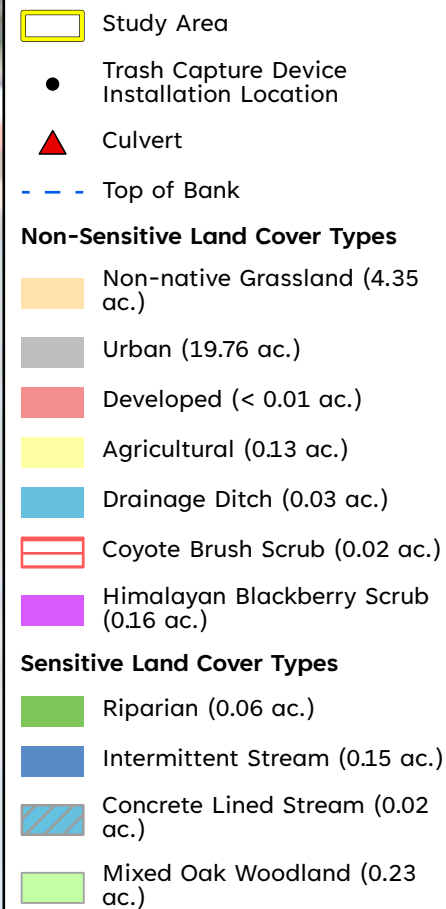 Study Area
Trash Capture Device
Installation Location
Culvert
Top of Bank
Non-Sensitive Land Cover Types
Non-native Grassland (4.35
ac.)
Urban (19.76 ac.)
Developed (< 0.01 ac.)
Agricultural (0.13 ac.)
Drainage Ditch (0.03 ac.)
Coyote Brush Scrub (0.02 ac.)
Himalayan Blackberry Scrub
(0.16 ac.)
Sensitive Land Cover Types
Riparian (0.06 ac.)
Intermittent Stream (0.15 ac.)
Concrete Lined Stream (0.02
ac.)
Mixed Oak Woodland (0.23
ac.)